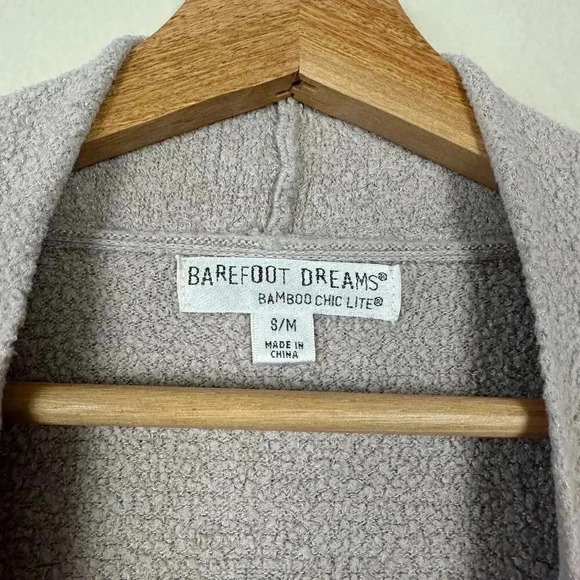 BAREFOOT DREAMS®
BAMBOO CHIC LITE®
S/M
MADE IN
CHINA